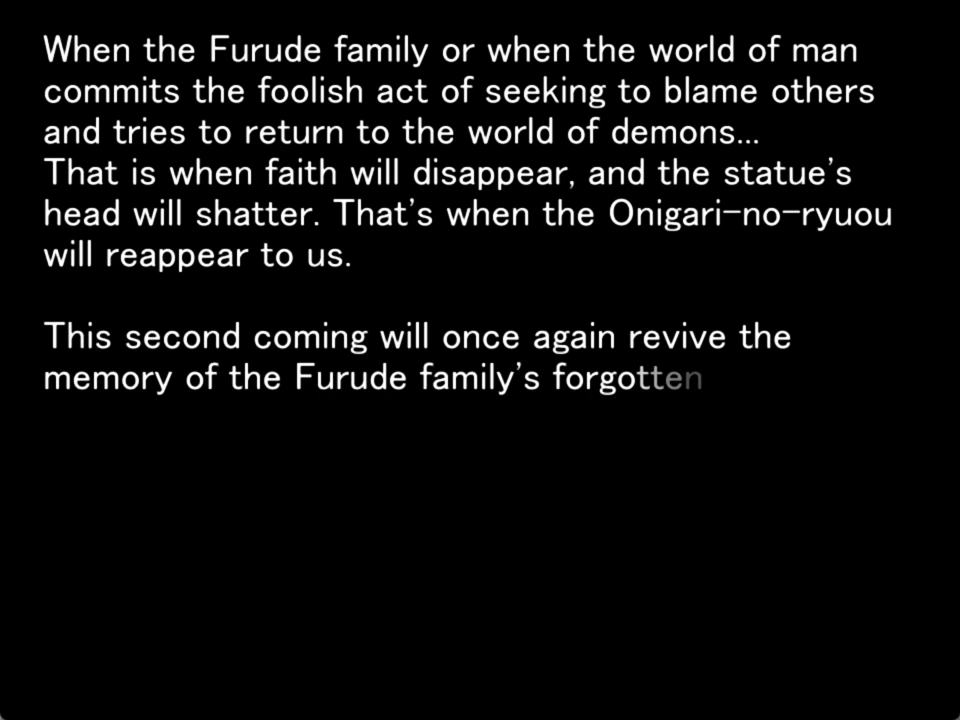 When the Furude family or when the world of man
commits the foolish act of seeking to blame others
and tries to return to the world of demons...
That is when faith will disappear, and the statue's
head will shatter. That's when the Onigari-no-ryuou
will reappear to us.
This second coming will once again revive the
memory of the Furude family's forgotten